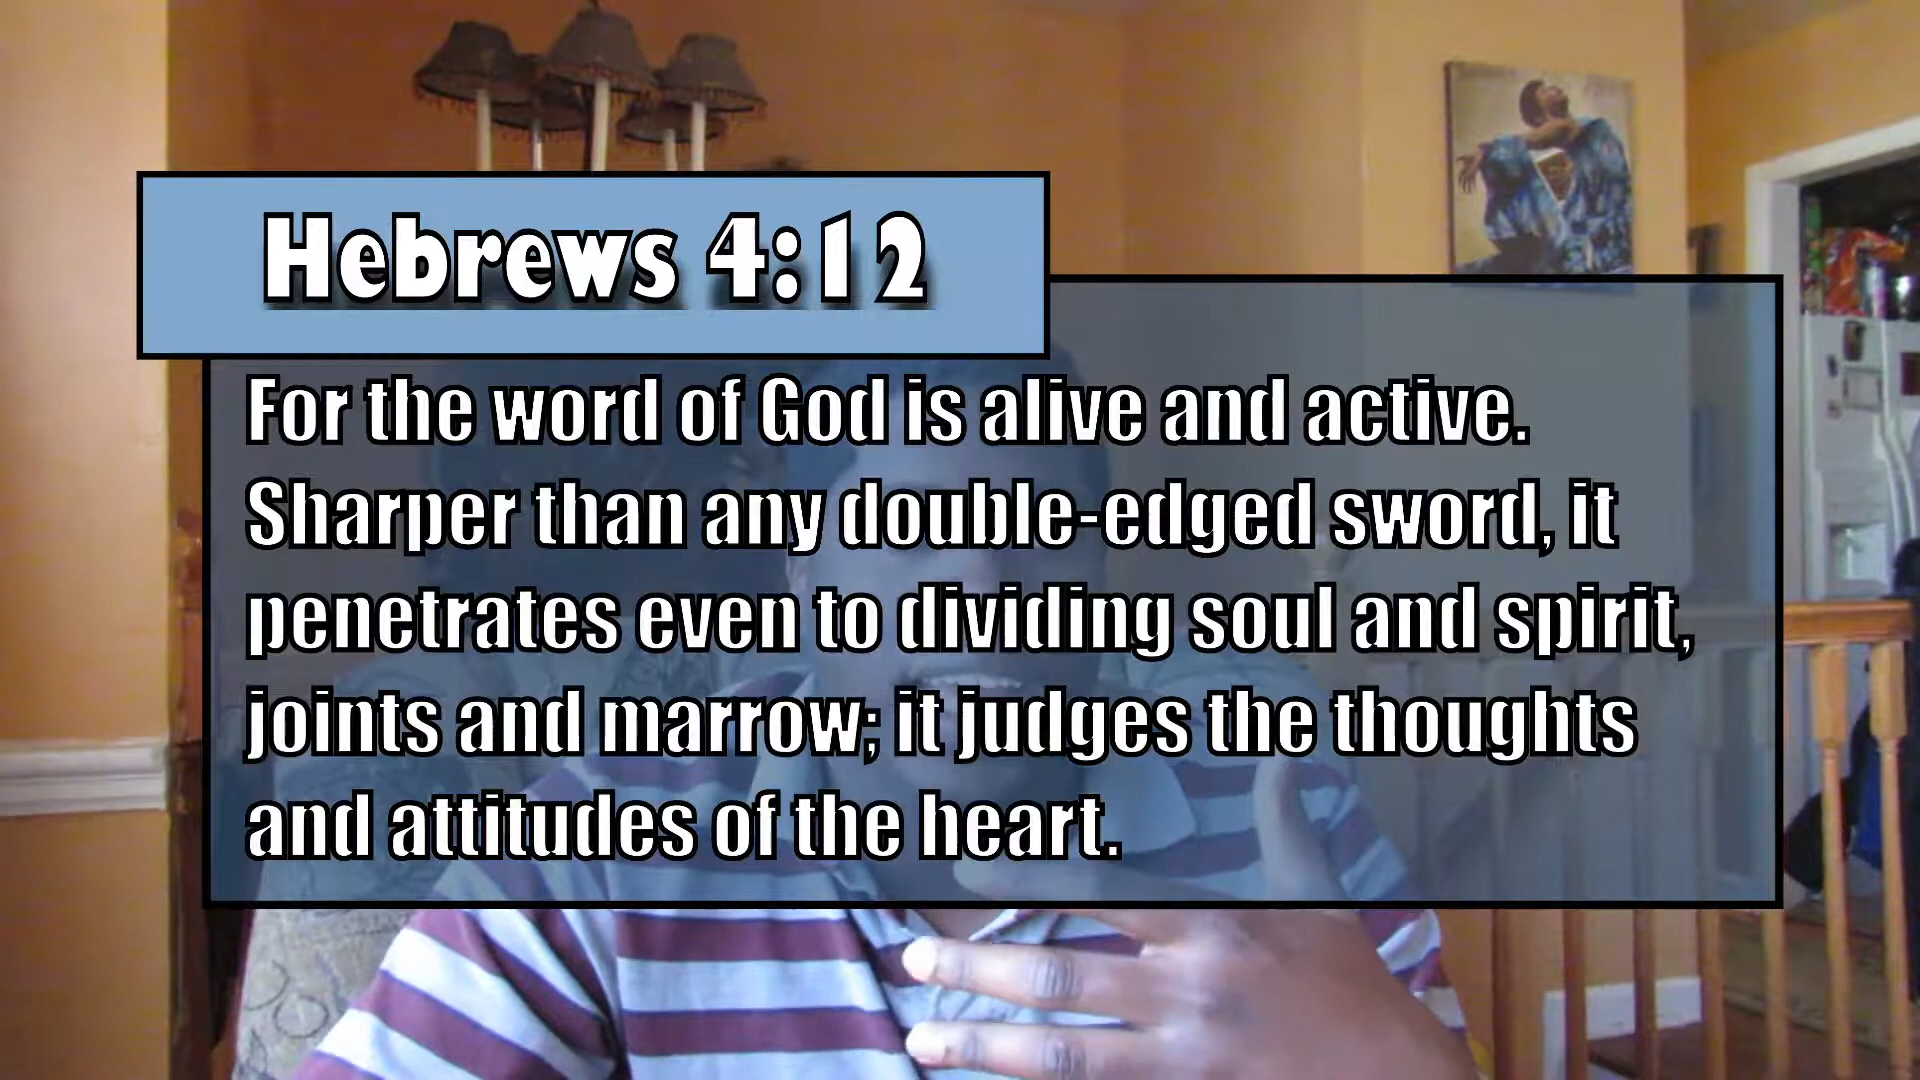 Hebrews 4:12
For the word of God is alive and active.
Sharper than any double-edged sword, it
penetrates even to dividing soul and spirit,
joints and marrow; it judges the thoughts
and attitudes of the heart.